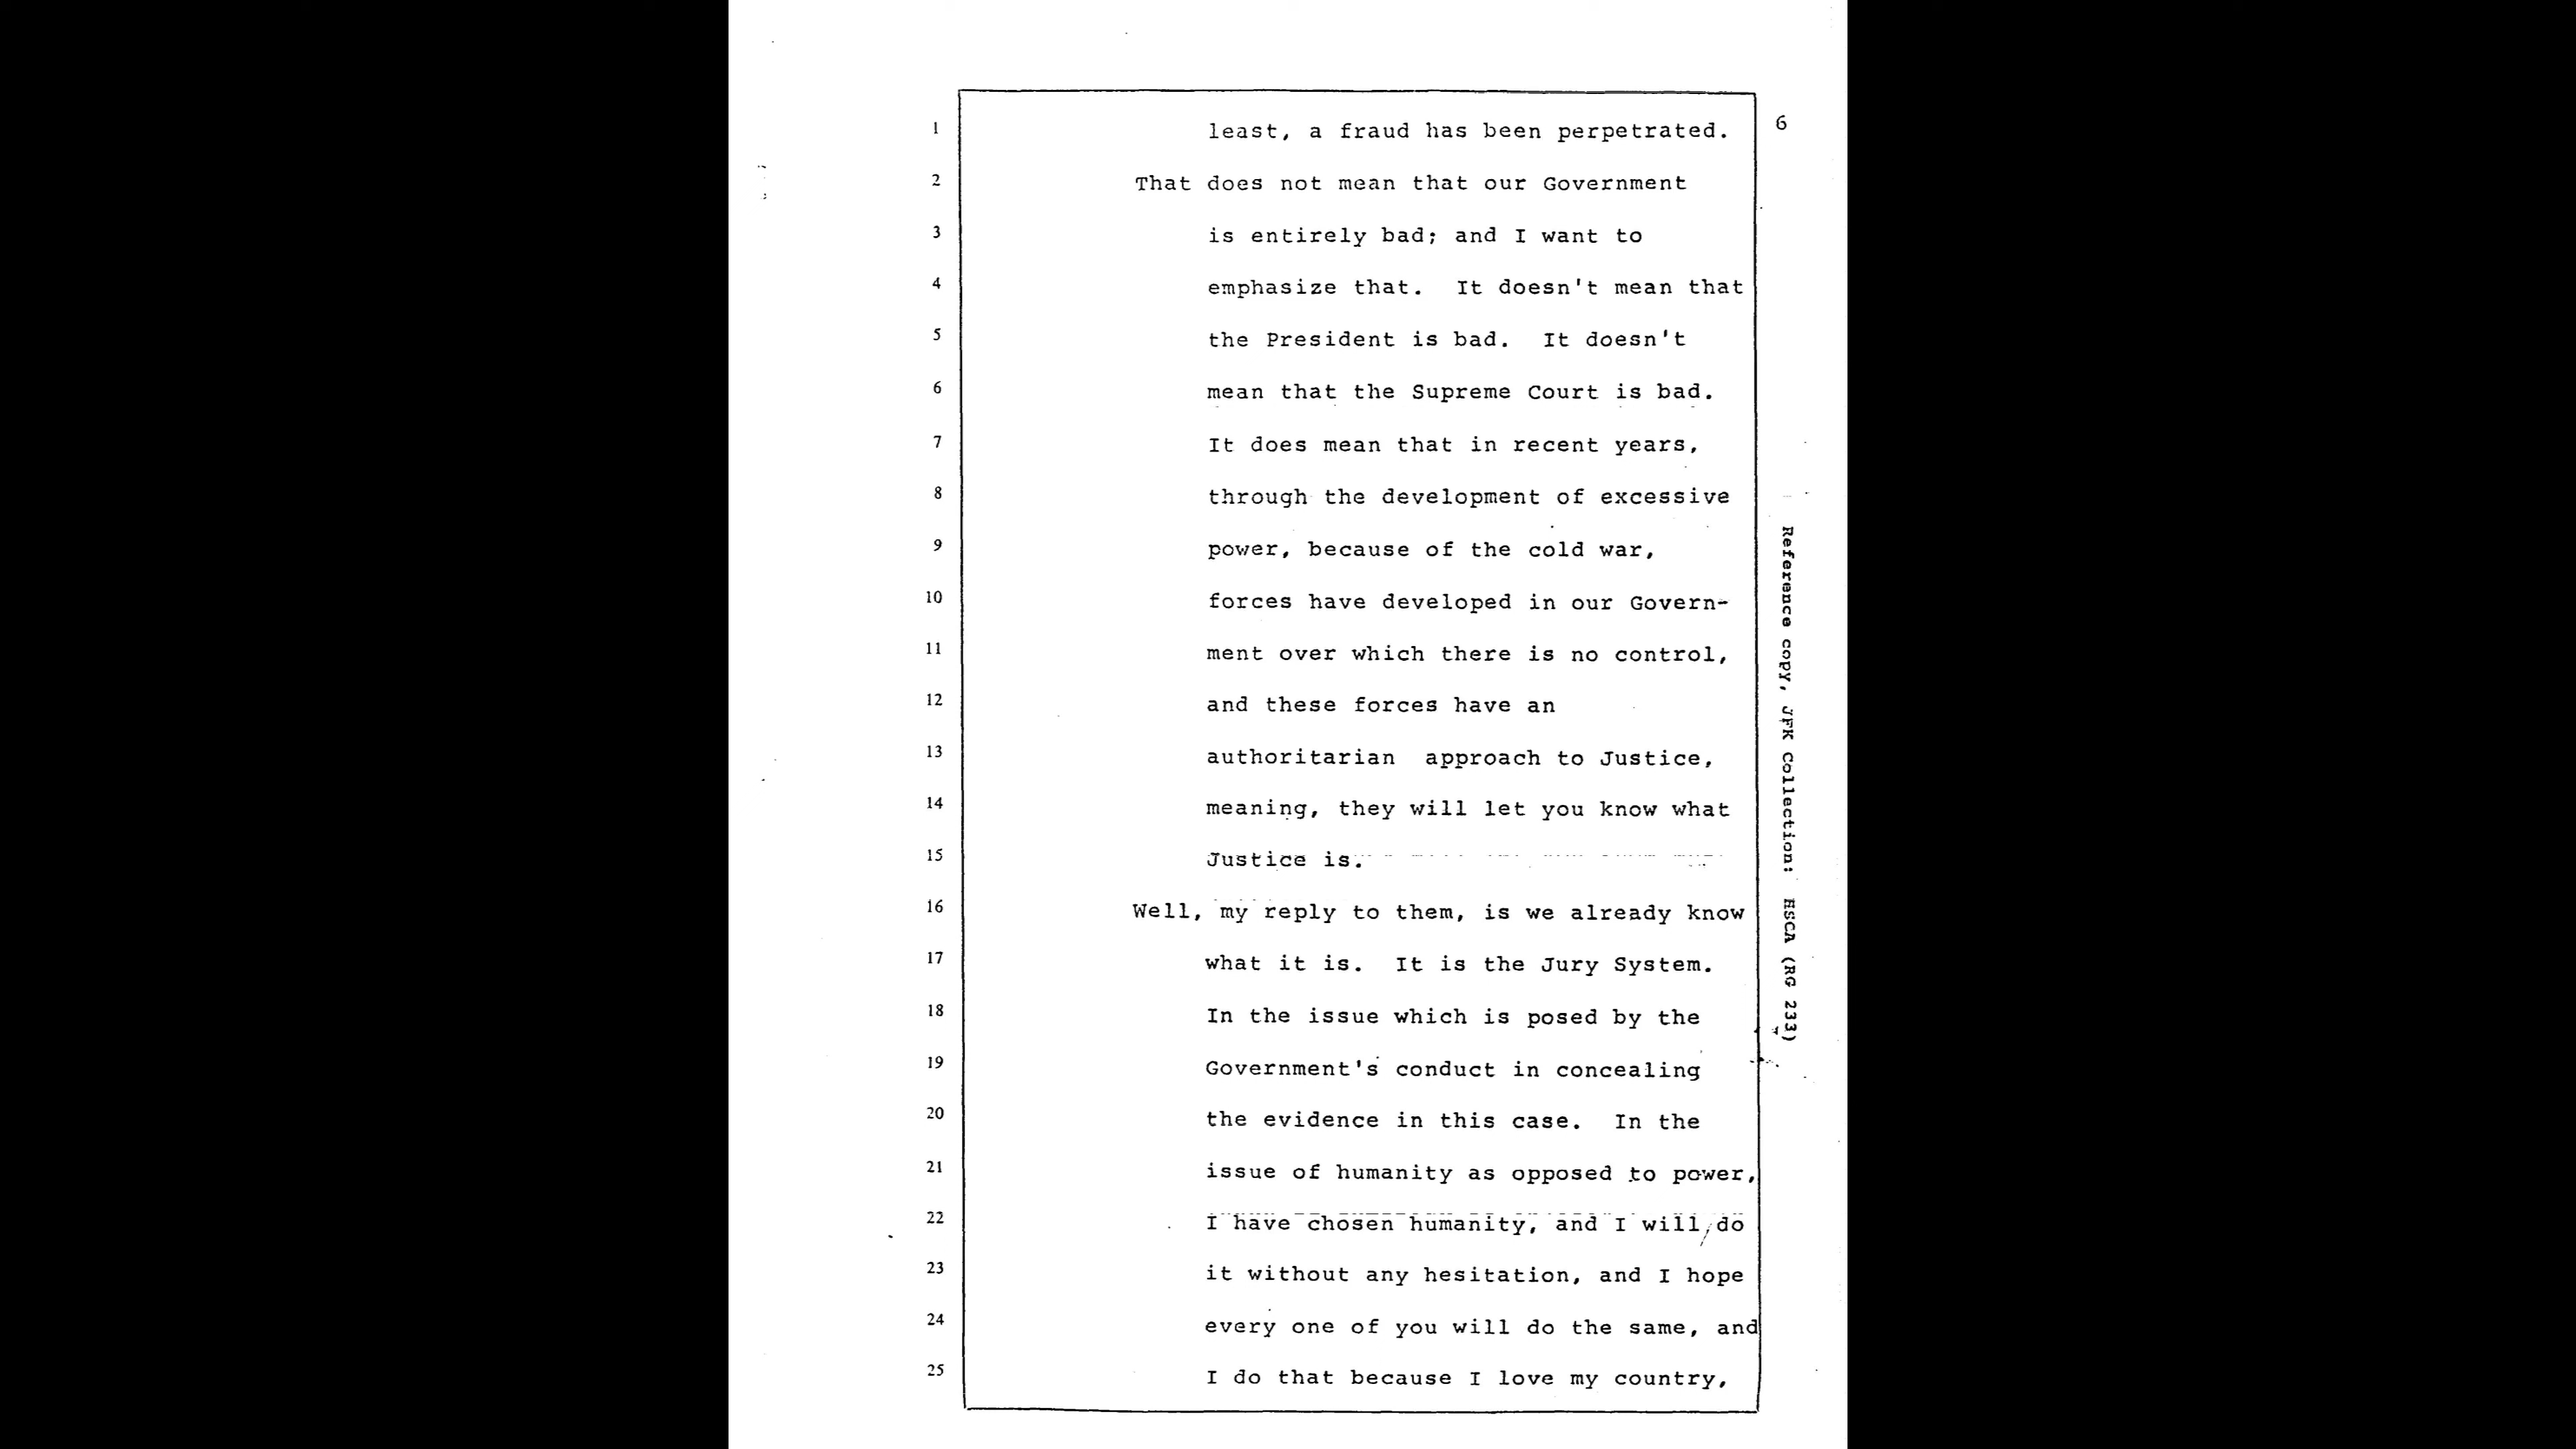 6
1 least, a fraud has been perpetrated.
2 That does not mean that our Government
3 is entirely bad; and I want to
4 emphasize that. It doesn't mean that
5 the President is bad. It doesn't
6 mean that the Supreme Court is bad.
7 It does mean that in recent years,
8 through the development of excessive
9 power, because of the cold war,
10 forces have developed in our Govern-
11 ment over which there is no control,
12 and these forces have an
13 authoritarian approach to Justice,
14 meaning, they will let you know what
15 Justice is.
16 Well, my reply to them, is we already know
17 what it is. It is the Jury System.
18 In the issue which is posed by the
19 Government's conduct in concealing
20 the evidence in this case. In the
21 issue of humanity as opposed to power,
22 I have chosen humanity, and I will do
23 it without any hesitation, and I hope
24 every one of you will do the same, and
25 I do that because I love my country,
Reference copy, JFK Collection: HSCA (RG 233)